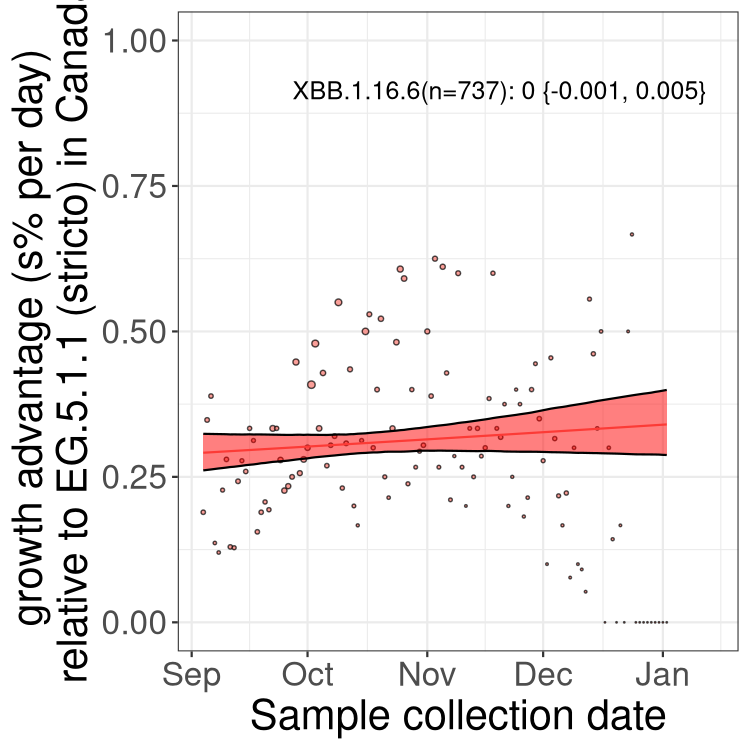 growth advantage (s% per day)
relative to EG.5.1.1 (stricto) in Canada
1.00
XBB.1.16.6(n=737): 0 {-0.001, 0.005}
0.75
0.50
0.25
0.00
Sep Oct Nov Dec Jan
Sample collection date